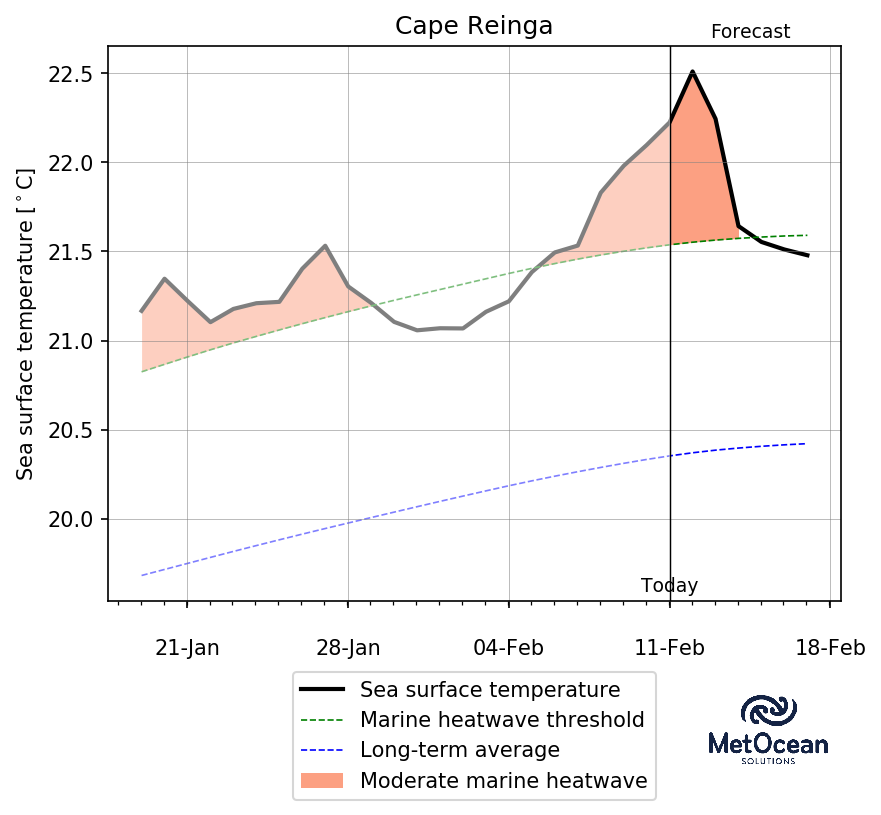 Cape Reinga
Forecast
Sea surface temperature [°C]
22.5
22.0
21.5
21.0
20.5
20.0
Today
21-Jan
28-Jan
04-Feb
11-Feb
18-Feb
Sea surface temperature
Marine heatwave threshold
Long-term average
Moderate marine heatwave
MetOcean
SOLUTIONS